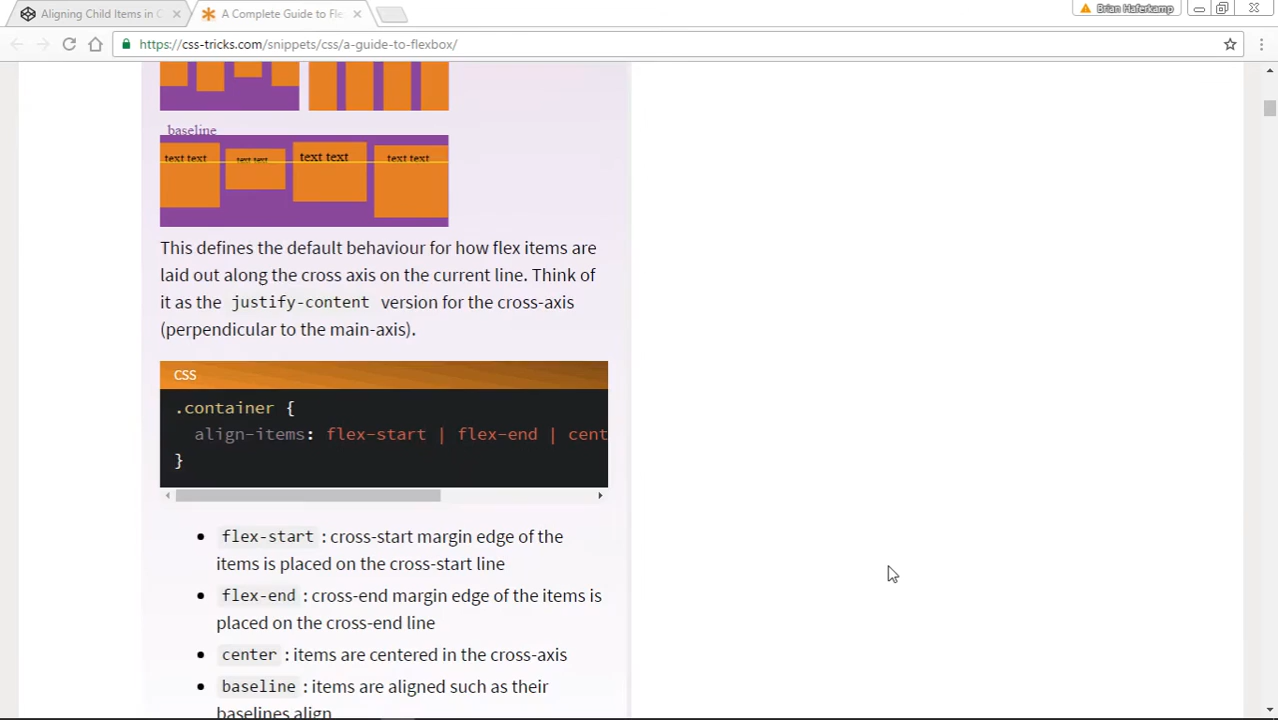 Aligning Child Items in C
A Complete Guide to Fle
Brian Haferkamp
https://css-tricks.com/snippets/css/a-guide-to-flexbox/
baseline
text text text text text text text text
This defines the default behaviour for how flex items are
laid out along the cross axis on the current line. Think of
it as the justify-content version for the cross-axis
(perpendicular to the main-axis).
CSS
.container {
align-items: flex-start | flex-end | cent
}
• flex-start : cross-start margin edge of the
items is placed on the cross-start line
• flex-end : cross-end margin edge of the items is
placed on the cross-end line
• center : items are centered in the cross-axis
• baseline : items are aligned such as their
baselines align